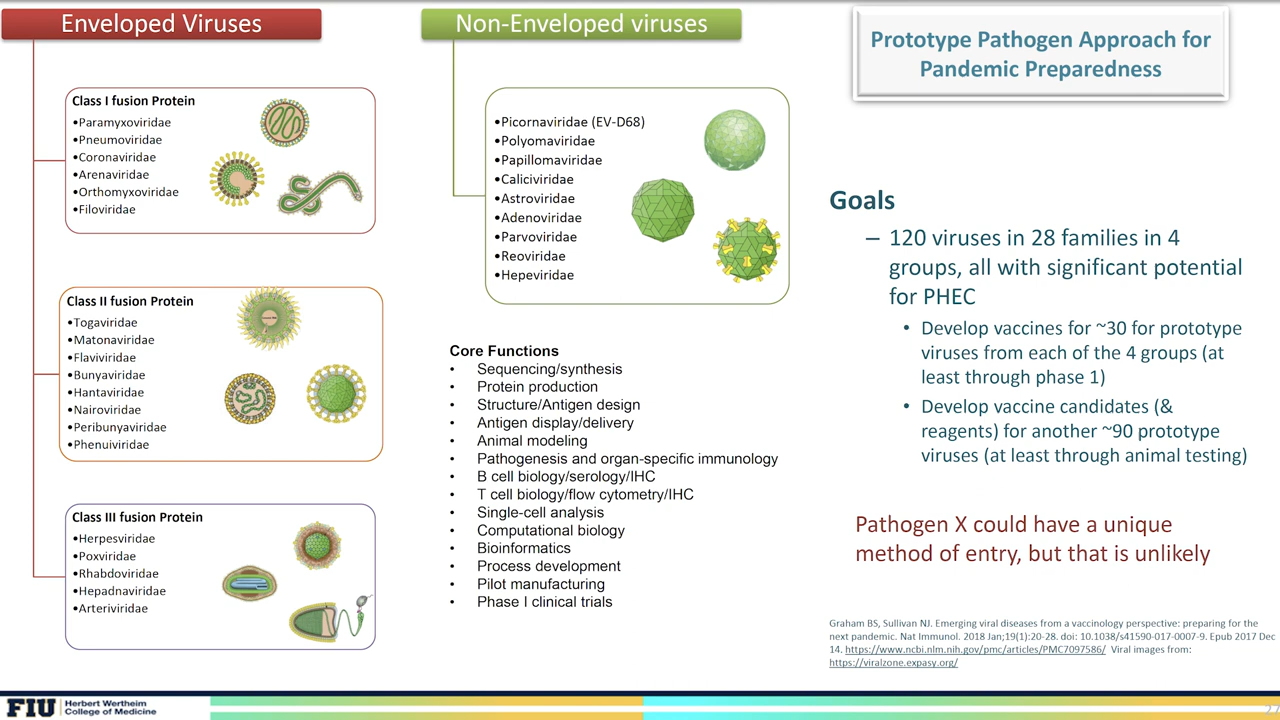 Enveloped Viruses
Class I fusion Protein
•Paramyxoviridae
•Pneumoviridae
•Coronaviridae
•Arenaviridae
•Orthomyxoviridae
•Filoviridae
Class II fusion Protein
•Togaviridae
•Matonaviridae
•Flaviviridae
•Bunyaviridae
•Hantaviridae
•Nairoviridae
•Peribunyaviridae
•Phenuiviridae
Class III fusion Protein
•Herpesviridae
•Poxviridae
•Rhabdoviridae
•Hepadnaviridae
•Arteriviridae
Non-Enveloped viruses
•Picornaviridae (EV-D68)
•Polyomaviridae
•Papillomaviridae
•Caliciviridae
•Astroviridae
•Adenoviridae
•Parvoviridae
•Reoviridae
•Hepeviridae
Core Functions
• Sequencing/synthesis
• Protein production
• Structure/Antigen design
• Antigen display/delivery
• Animal modeling
• Pathogenesis and organ-specific immunology
• B cell biology/serology/IHC
• T cell biology/flow cytometry/IHC
• Single-cell analysis
• Computational biology
• Bioinformatics
• Process development
• Pilot manufacturing
• Phase I clinical trials
Prototype Pathogen Approach for
Pandemic Preparedness
Goals
– 120 viruses in 28 families in 4
groups, all with significant potential
for PHEC
• Develop vaccines for ~30 for prototype
viruses from each of the 4 groups (at
least through phase 1)
• Develop vaccine candidates (&
reagents) for another ~90 prototype
viruses (at least through animal testing)
Pathogen X could have a unique
method of entry, but that is unlikely
Graham BS, Sullivan NJ. Emerging viral diseases from a vaccinology perspective: preparing for the
next pandemic. Nat Immunol. 2018 Jan;19(1):20-28. doi: 10.1038/s41590-017-0007-9. Epub 2017 Dec
14. https://www.ncbi.nlm.nih.gov/pmc/articles/PMC7097586/ Viral images from:
https://viralzone.expasy.org/
FIU
Herbert Wertheim
College of Medicine
27